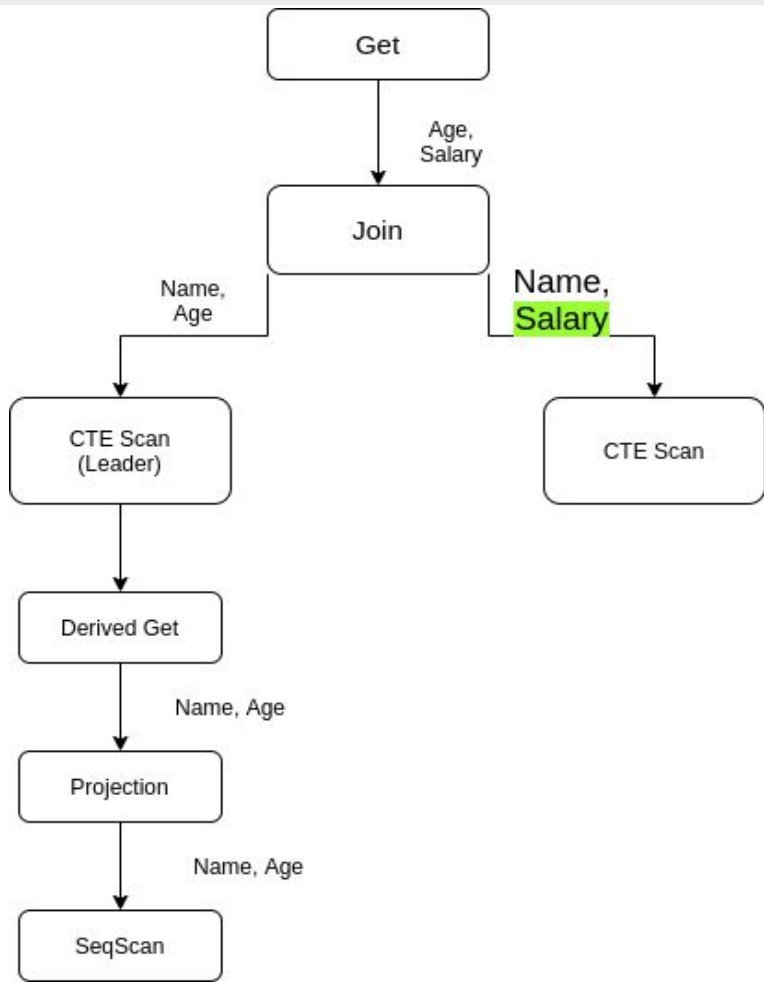 Get
Age,
Salary
Join
Name,
Age
Name,
Salary
CTE Scan
(Leader)
CTE Scan
Derived Get
Name, Age
Projection
Name, Age
SeqScan